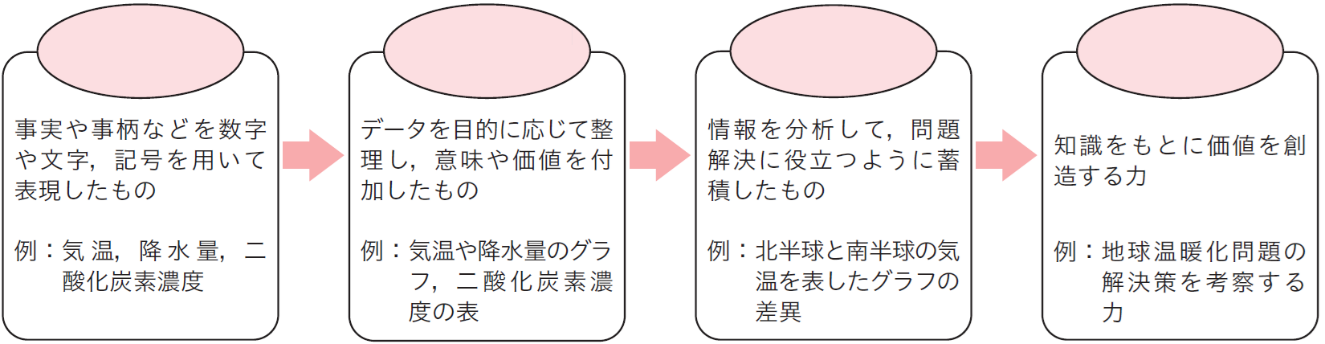 事実や事柄などを数字
や文字，記号を用いて
表現したもの
例：気温，降水量，二
酸化炭素濃度
データを目的に応じて整
理し，意味や価値を付
加したもの
例：気温や降水量のグラ
フ，二酸化炭素濃
度の表
情報を分析して，問題
解決に役立つように蓄
積したもの
例：北半球と南半球の気
温を表したグラフの
差異
知識をもとに価値を創
造する力
例：地球温暖化問題の
解決策を考察する
力